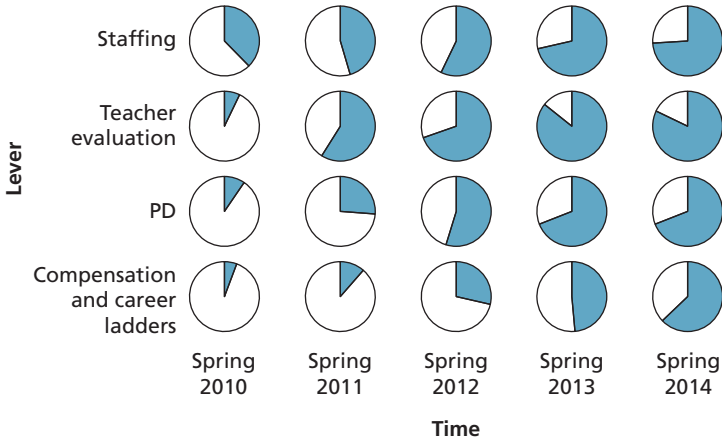 Lever
Staffing
Teacher
evaluation
PD
Compensation
and career
ladders
Spring
2010
Spring
2011
Spring
2012
Spring
2013
Spring
2014
Time